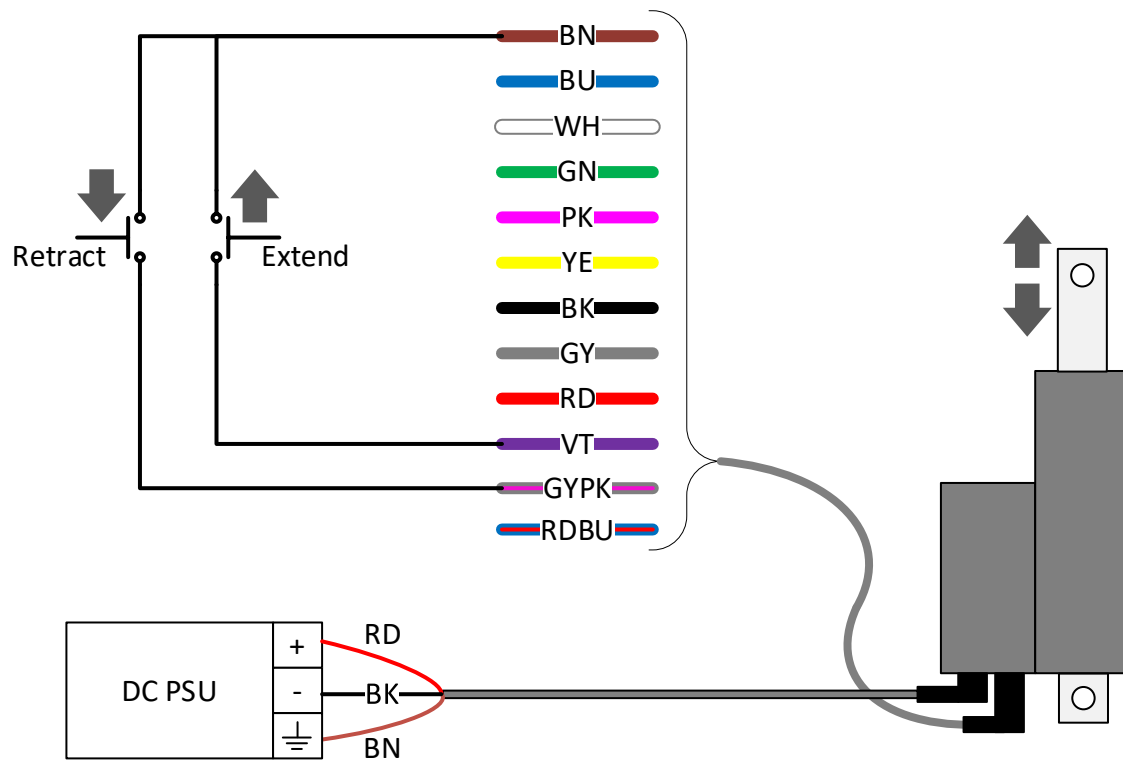 BN
BU
WH
GN
PK
Retract
Extend
YE
BK
GY
RD
VT
GYPK
RDBU
DC PSU
+
-
RD
BK
BN